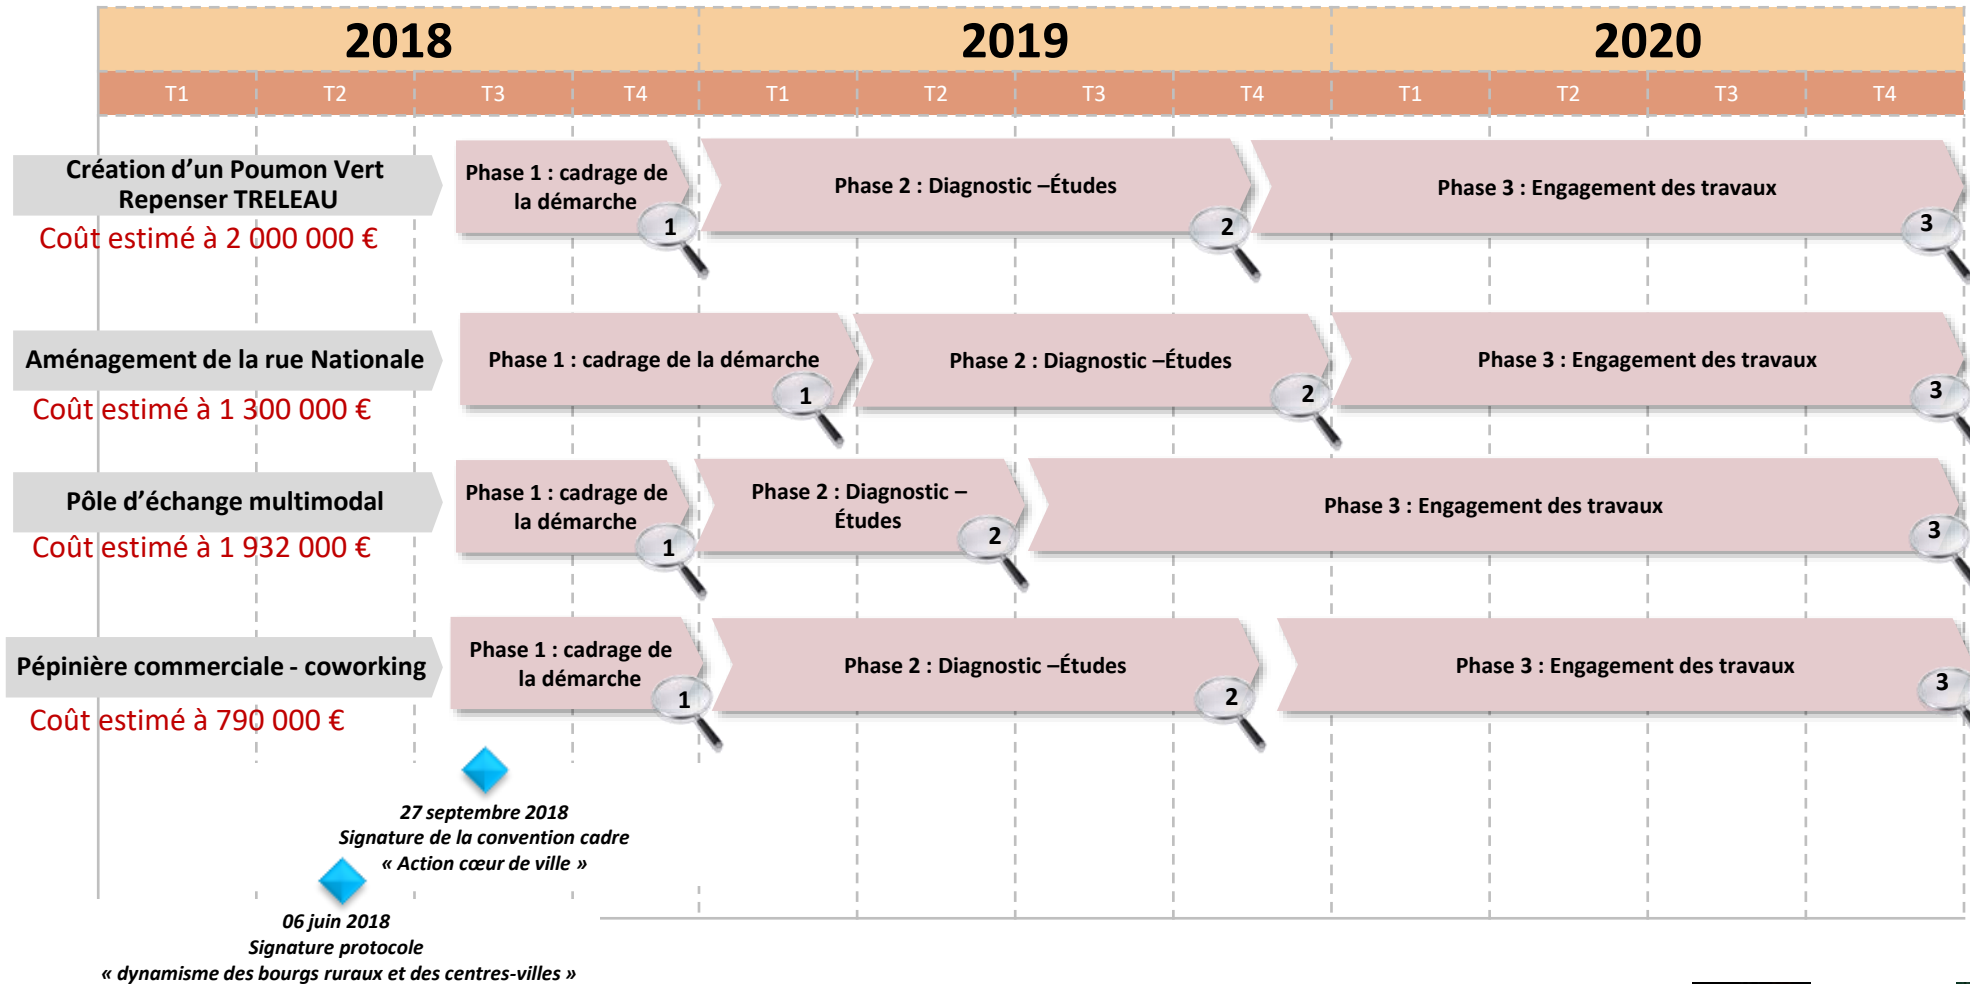 2018 2019 2020
T1 T2 T3 T4 T1 T2 T3 T4 T1 T2 T3 T4
Création d’un Poumon Vert
Repenser TRELEAU
Coût estimé à 2 000 000 €
Phase 1 : cadrage de
la démarche
1
Phase 2 : Diagnostic –Études
2
Phase 3 : Engagement des travaux
3
Aménagement de la rue Nationale
Coût estimé à 1 300 000 €
Phase 1 : cadrage de la démarche
1
Phase 2 : Diagnostic –Études
2
Phase 3 : Engagement des travaux
3
Pôle d’échange multimodal
Coût estimé à 1 932 000 €
Phase 1 : cadrage de
la démarche
1
Phase 2 : Diagnostic –
Études
2
Phase 3 : Engagement des travaux
3
Pépinière commerciale - coworking
Coût estimé à 790 000 €
Phase 1 : cadrage de
la démarche
1
Phase 2 : Diagnostic –Études
2
Phase 3 : Engagement des travaux
3
27 septembre 2018
Signature de la convention cadre
« Action cœur de ville »
06 juin 2018
Signature protocole
« dynamisme des bourgs ruraux et des centres-villes »